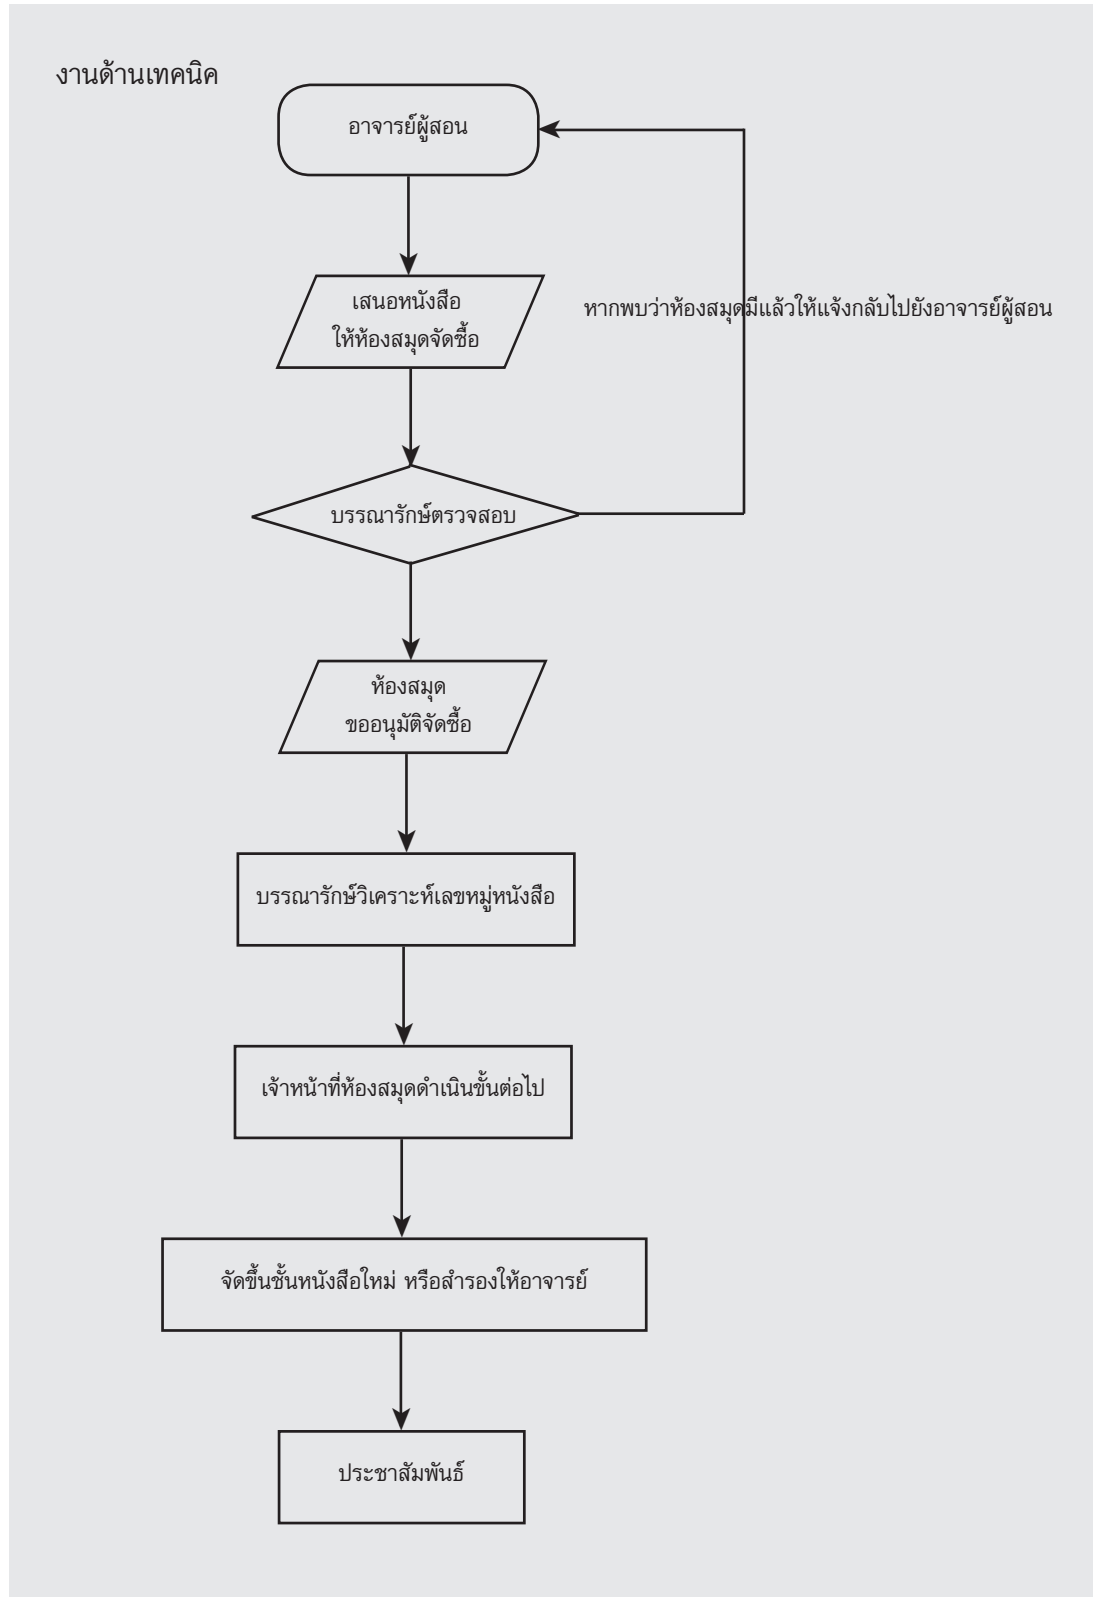 งานด้านเทคนิค
อาจารย์ผู้สอน
เสนอหนังสือ
ให้ห้องสมุดจัดซื้อ
หากพบว่าห้องสมุดมีแล้วให้แจ้งกลับไปยังอาจารย์ผู้สอน
บรรณารักษ์ตรวจสอบ
ห้องสมุด
ขออนุมัติจัดซื้อ
บรรณารักษ์วิเคราะห์เลขหมู่หนังสือ
เจ้าหน้าที่ห้องสมุดดำเนินขั้นต่อไป
จัดขึ้นชั้นหนังสือใหม่ หรือสำรองให้อาจารย์
ประชาสัมพันธ์